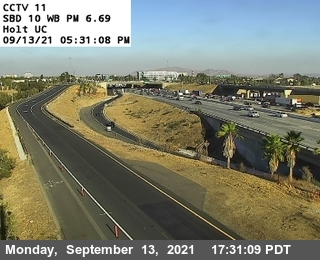 CCTV 11
SBD 10 WB PM 6.69
Holt UC
09/13/21 05:31:08 PM
Monday, September 13, 2021 17:31:09 PDT